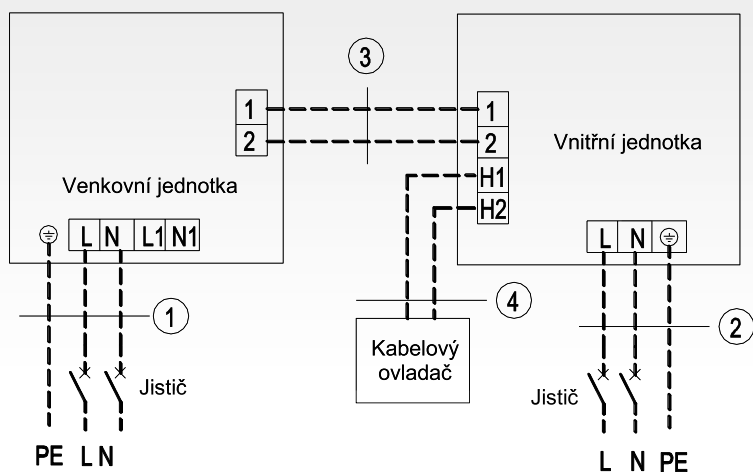 3
1
2
1
2
H1
H2
Venkovní jednotka
Vnitřní jednotka
L N L1 N1
L N
1
4
2
Kabelový
ovladač
Jistič
Jistič
PE L N
L N PE